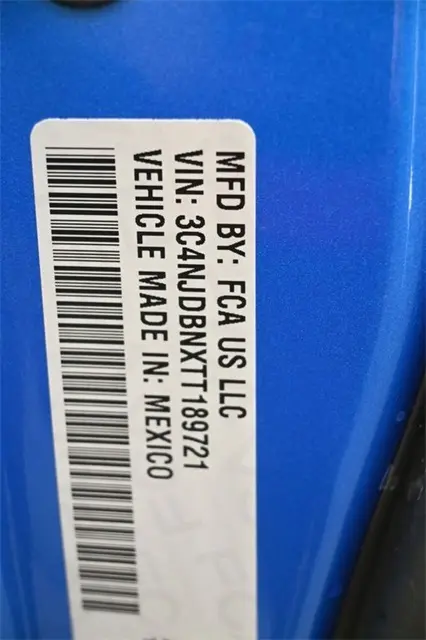 MFD BY: FCA US LLC
VIN: 3C4NJDBNXTT189721
VEHICLE MADE IN: MEXICO